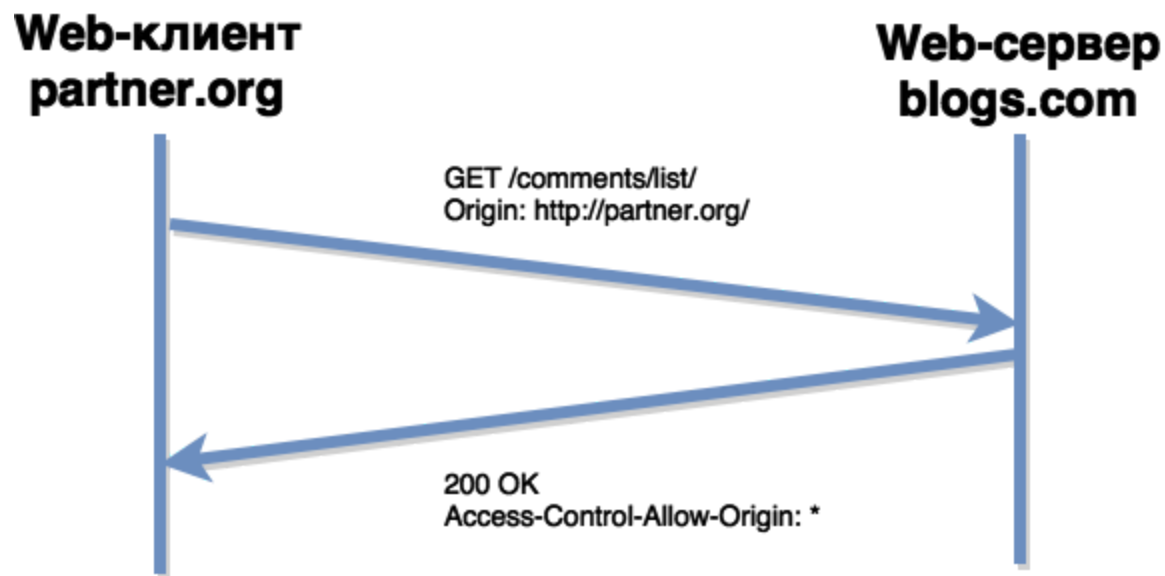 Web-клиент
partner.org
Web-сервер
blogs.com
GET /comments/list/
Origin: http://partner.org/
200 OK
Access-Control-Allow-Origin: *